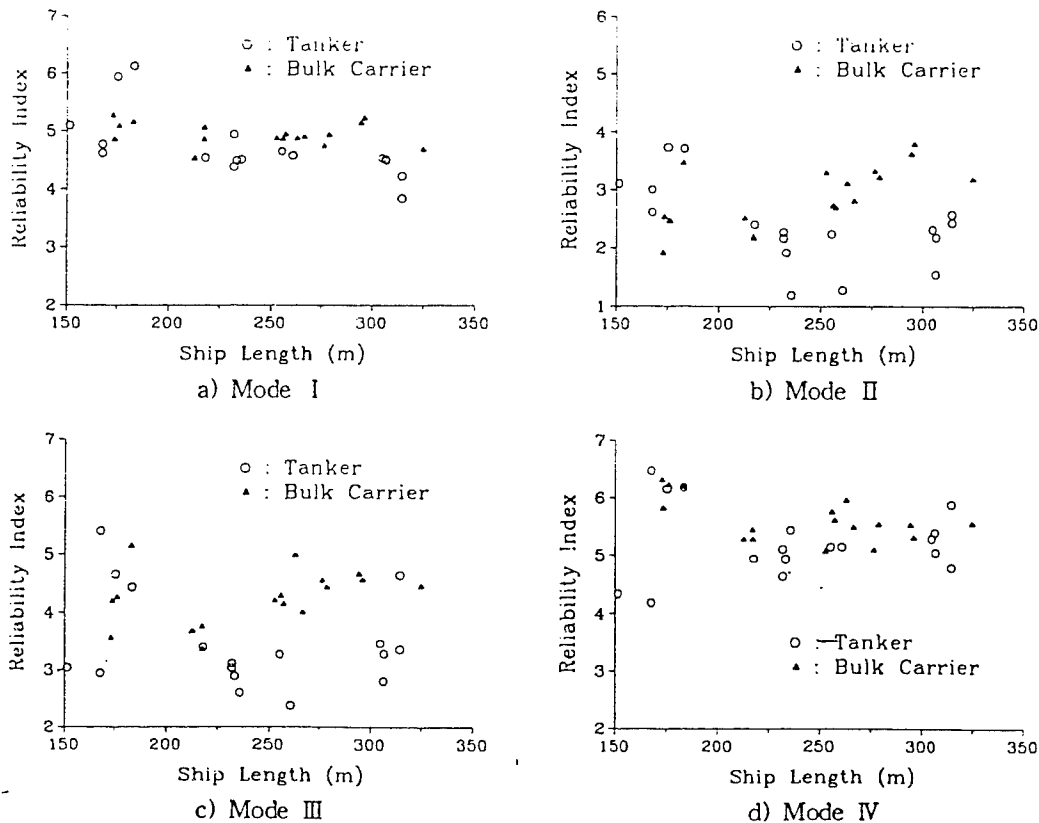 7
6
5
4
3
2
Reliability Index
○ : Tanker
▲ : Bulk Carrier
150 200 250 300 350
Ship Length (m)
a) Mode Ⅰ
6
5
4
3
2
1
Reliability Index
○ : Tanker
▲ : Bulk Carrier
150 200 250 300 350
Ship Length (m)
b) Mode Ⅱ
7
6
5
4
3
2
Reliability Index
○ : Tanker
▲ : Bulk Carrier
150 200 250 300 350
Ship Length (m)
c) Mode Ⅲ
7
6
5
4
3
2
Reliability Index
○ : Tanker
▲ : Bulk Carrier
150 200 250 300 350
Ship Length (m)
d) Mode Ⅳ